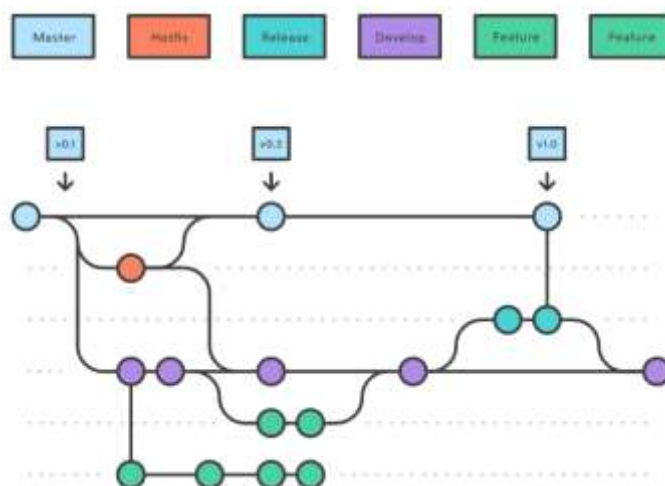 Master
Hotfix
Release
Develop
Feature
Feature
v0.1
v0.2
v1.0